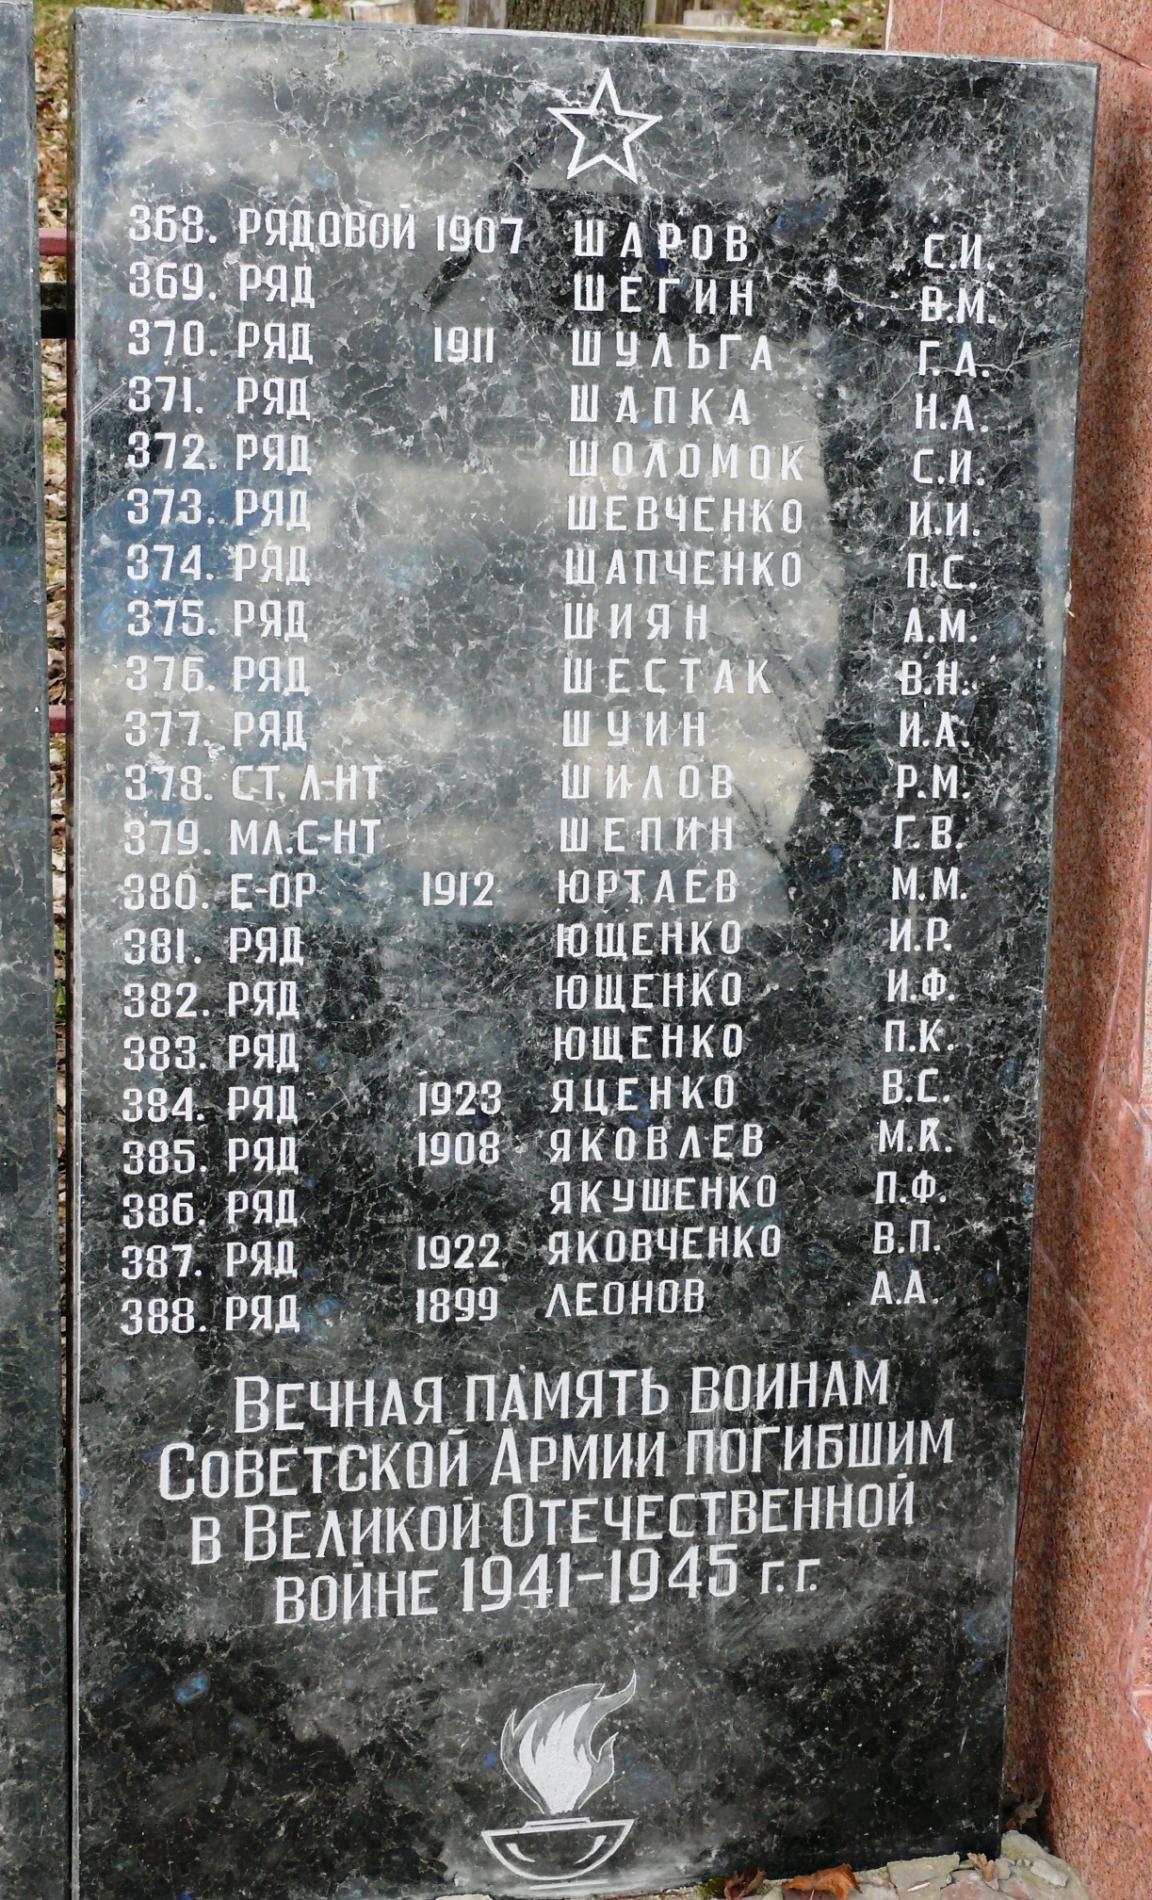 368. РЯДОВОЙ 1907 ШАРОВ С.И.
369. РЯД ШЕГИН В.М.
370. РЯД 1911 ШУЛЬГА Г.А.
371. РЯД ШАПКА Н.А.
372. РЯД ШОЛОМОК С.И.
373. РЯД ШЕВЧЕНКО И.И.
374. РЯД ШАПЧЕНКО П.С.
375. РЯД ШИЯН А.М.
376. РЯД ШЕСТАК В.Н.
377. РЯД ШУИН И.А.
378. СТ. Л-НТ ШИЛОВ Р.М.
379. МЛ.С-НТ ШЕПИН Г.В.
380. Е-ОР 1912 ЮРТАЕВ М.М.
381. РЯД ЮЩЕНКО И.Р.
382. РЯД ЮЩЕНКО И.Ф.
383. РЯД ЮЩЕНКО П.К.
384. РЯД 1923 ЯЦЕНКО В.С.
385. РЯД 1908 ЯКОВЛЕВ М.К.
386. РЯД ЯКУШЕНКО П.Ф.
387. РЯД 1922 ЯКОВЧЕНКО В.П.
388. РЯД 1899 ЛЕОНОВ А.А.
ВЕЧНАЯ ПАМЯТЬ ВОИНАМ
СОВЕТСКОЙ АРМИИ ПОГИБШИМ
В ВЕЛИКОЙ ОТЕЧЕСТВЕННОЙ
ВОЙНЕ 1941-1945 Г.Г.